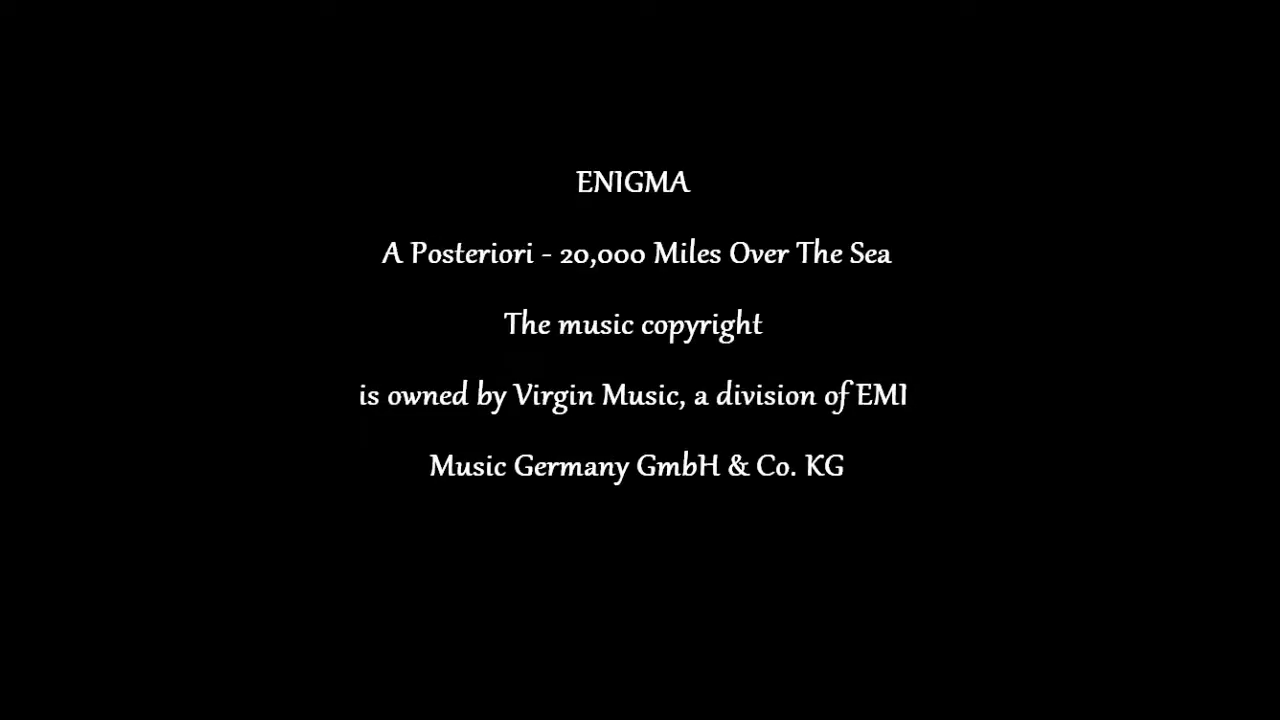 ENIGMA
A Posteriori - 20,000 Miles Over The Sea
The music copyright
is owned by Virgin Music, a division of EMI
Music Germany GmbH & Co. KG